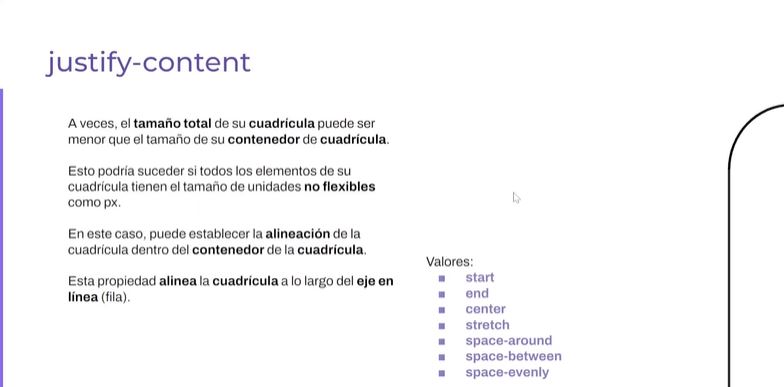 justify-content
A veces, el tamaño total de su cuadrícula puede ser
menor que el tamaño de su contenedor de cuadrícula.
Esto podría suceder si todos los elementos de su
cuadrícula tienen el tamaño de unidades no flexibles
como px.
En este caso, puede establecer la alineación de la
cuadrícula dentro del contenedor de la cuadrícula.
Esta propiedad alinea la cuadrícula a lo largo del eje en
línea (fila).
Valores:
start
end
center
stretch
space-around
space-between
space-evenly